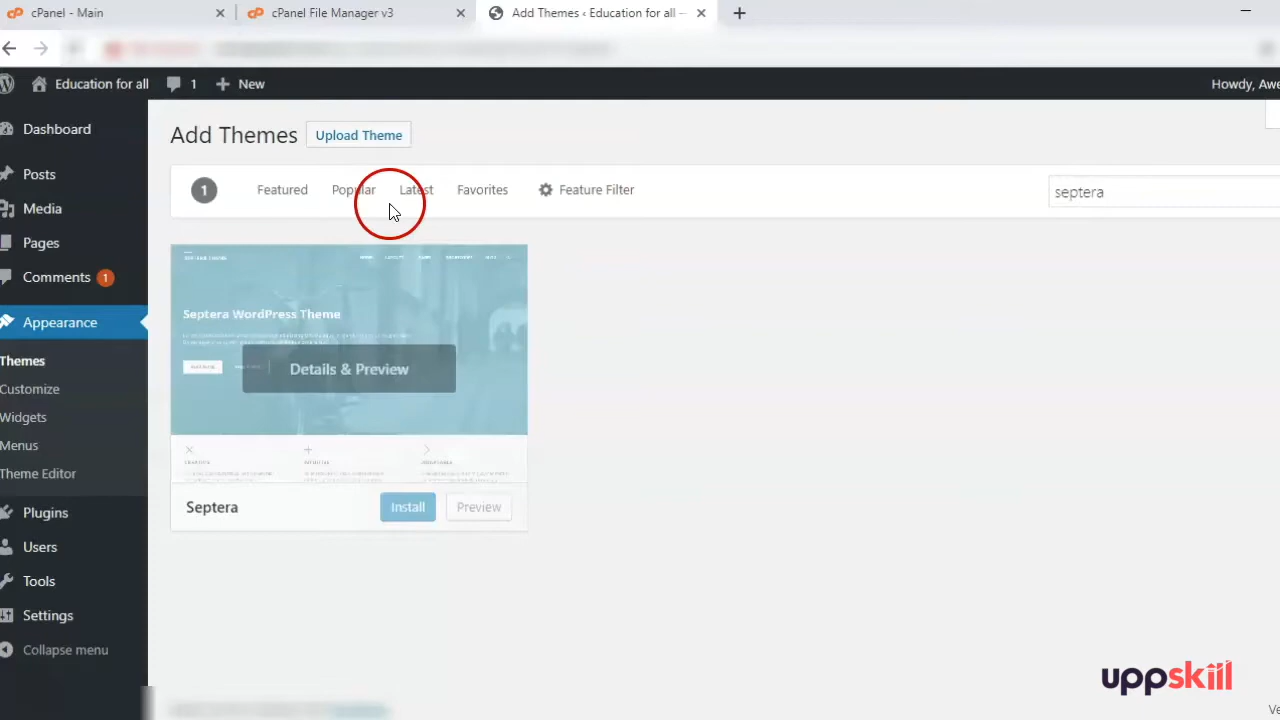 cPanel - Main
cPanel File Manager v3
Add Themes ‹ Education for all —
Education for all 1 New
Howdy, Awe
Dashboard
Posts
Media
Pages
Comments 1
Appearance
Themes
Customize
Widgets
Menus
Theme Editor
Plugins
Users
Tools
Settings
Collapse menu
Add Themes Upload Theme
1 Featured Popular Latest Favorites Feature Filter septera
Septera WordPress Theme
Details & Preview
Septera Install Preview
uppskill
Ve